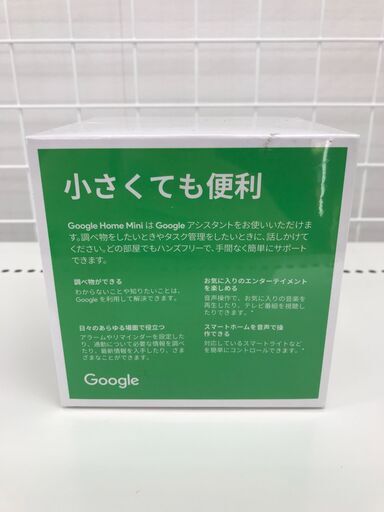 小さくても便利
Google Home Mini は Google アシスタントをお使いいただけま
す。調べ物をしたいときやタスク管理をしたいときに、話しかけて
ください。どの部屋でもハンズフリーで、手間なく簡単にサポート
できます。
調べ物ができる
わからないことや知りたいことは、
Google を利用して解決できます。
お気に入りのエンターテイメント
を楽しめる
音声操作で、お気に入りの音楽を
再生したり、テレビ番組を視聴し
たりできます。*
日々のあらゆる場面で役立つ
アラームやリマインダーを設定した
り、通勤について必要な情報を調べ
たり、最新情報を入手したり、さま
ざまなことができます。
スマートホームを音声で操
作できる
対応しているスマートライトなど
を簡単にコントロールできます。*
Google